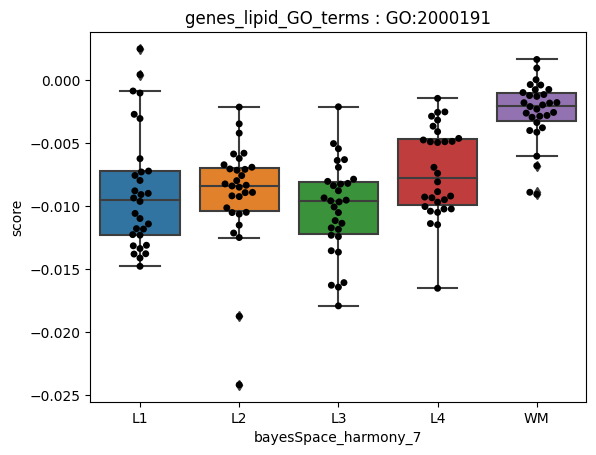 genes_lipid_GO_terms : GO:2000191
0.000
−0.005
−0.010
−0.015
−0.020
−0.025
score
L1 L2 L3 L4 WM
bayesSpace_harmony_7